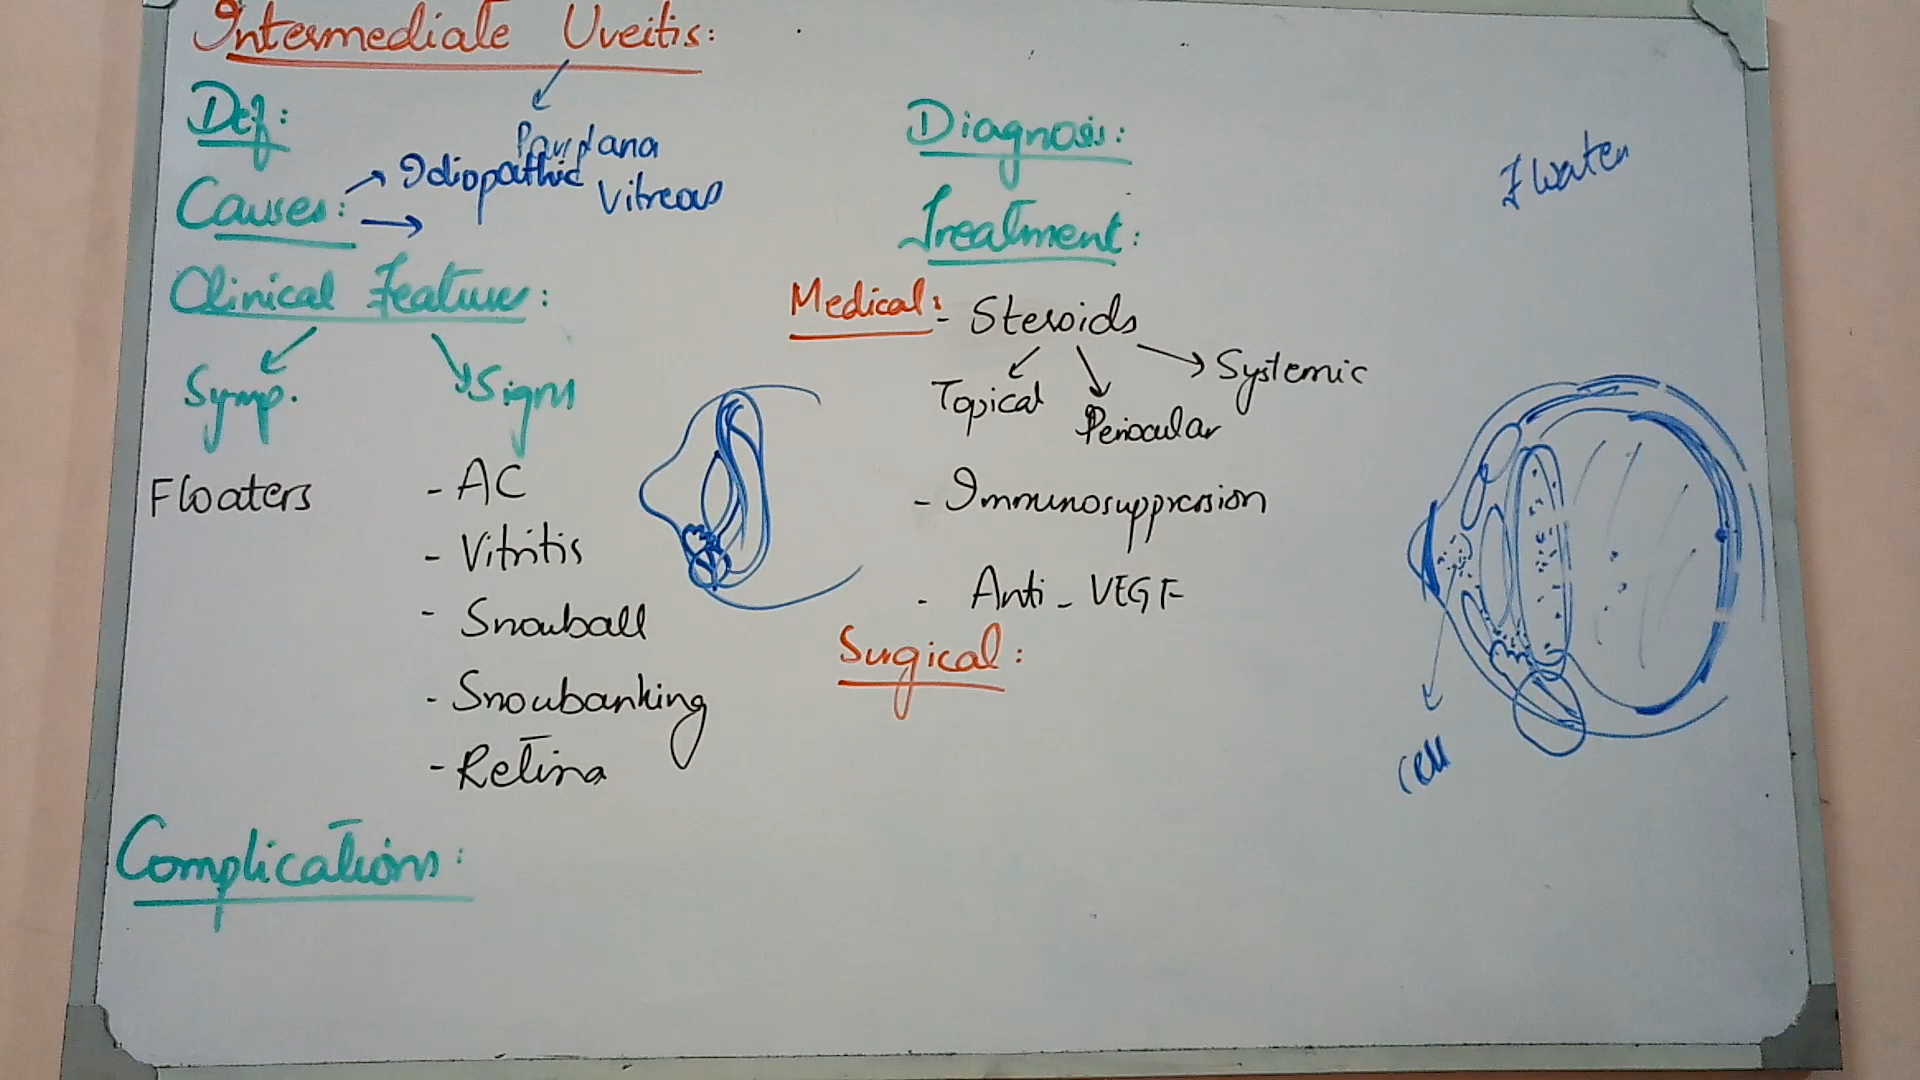 Intermediate Uveitis:
Def:
Pars plana
Vitreous
Causes:
Idiopathic
Clinical Features:
Symp.
Signs
Floaters
- AC
- Vitritis
- Snowball
- Snowbanking
- Retina
Complications:
Diagnosis:
Treatment:
Medical:
- Steroids
Topical
Periocular
Systemic
- Immunosuppression
- Anti-VEGF
Surgical:
Floater
cell